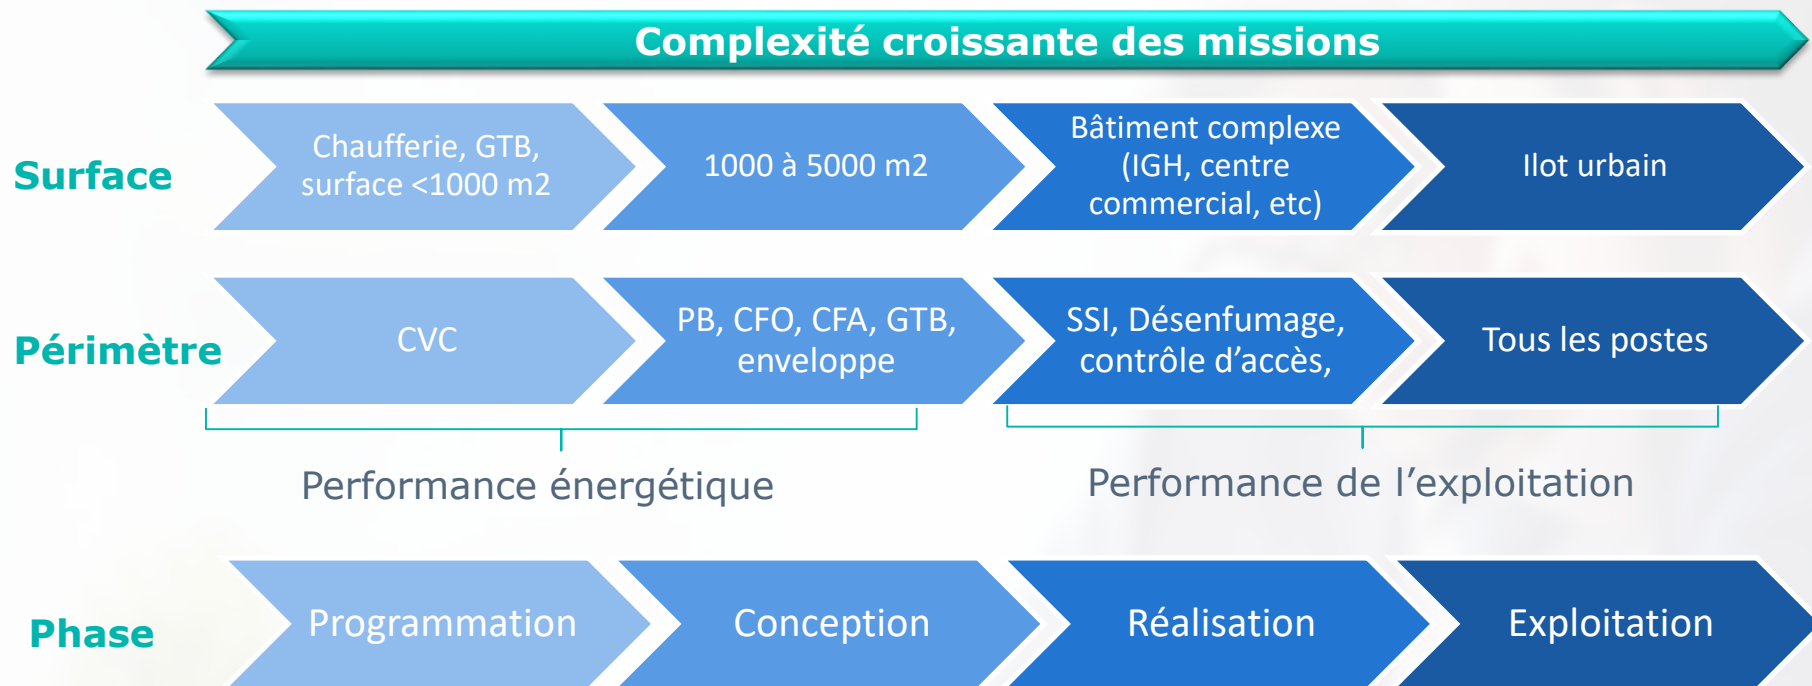 Complexité croissante des missions
Surface
Chaufferie, GTB,
surface <1000 m2
1000 à 5000 m2
Bâtiment complexe
(IGH, centre
commercial, etc)
Ilot urbain
Périmètre
CVC
PB, CFO, CFA, GTB,
enveloppe
SSI, Désenfumage,
contrôle d’accès,
Tous les postes
Performance énergétique
Performance de l’exploitation
Phase
Programmation
Conception
Réalisation
Exploitation